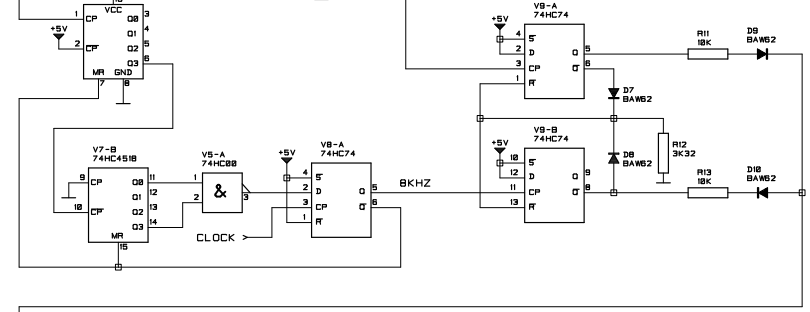 VCC
1 CP Q0 3
Q1 4
+5V
2 CP Q2 5
Q3 6
MR GND
7 8
V9-A
74HC74
+5V
4 S
2 D Q 5
3 CP Q 6
1 R
R11
10K
D9
BAW62
D7
BAW62
V9-B
74HC74
+5V
10 S
12 D Q 9
11 CP Q 8
13 R
D8
BAW62
R12
3K32
R13
10K
D10
BAW62
V7-B
74HC4518
9 CP Q0 11
Q1 12
10 CP Q2 13
Q3 14
MR
15
V5-A
74HC00
1
2
&
3
V8-A
74HC74
+5V
4 S
2 D Q 5
3 CP Q 6
1 R
8KHZ
CLOCK >